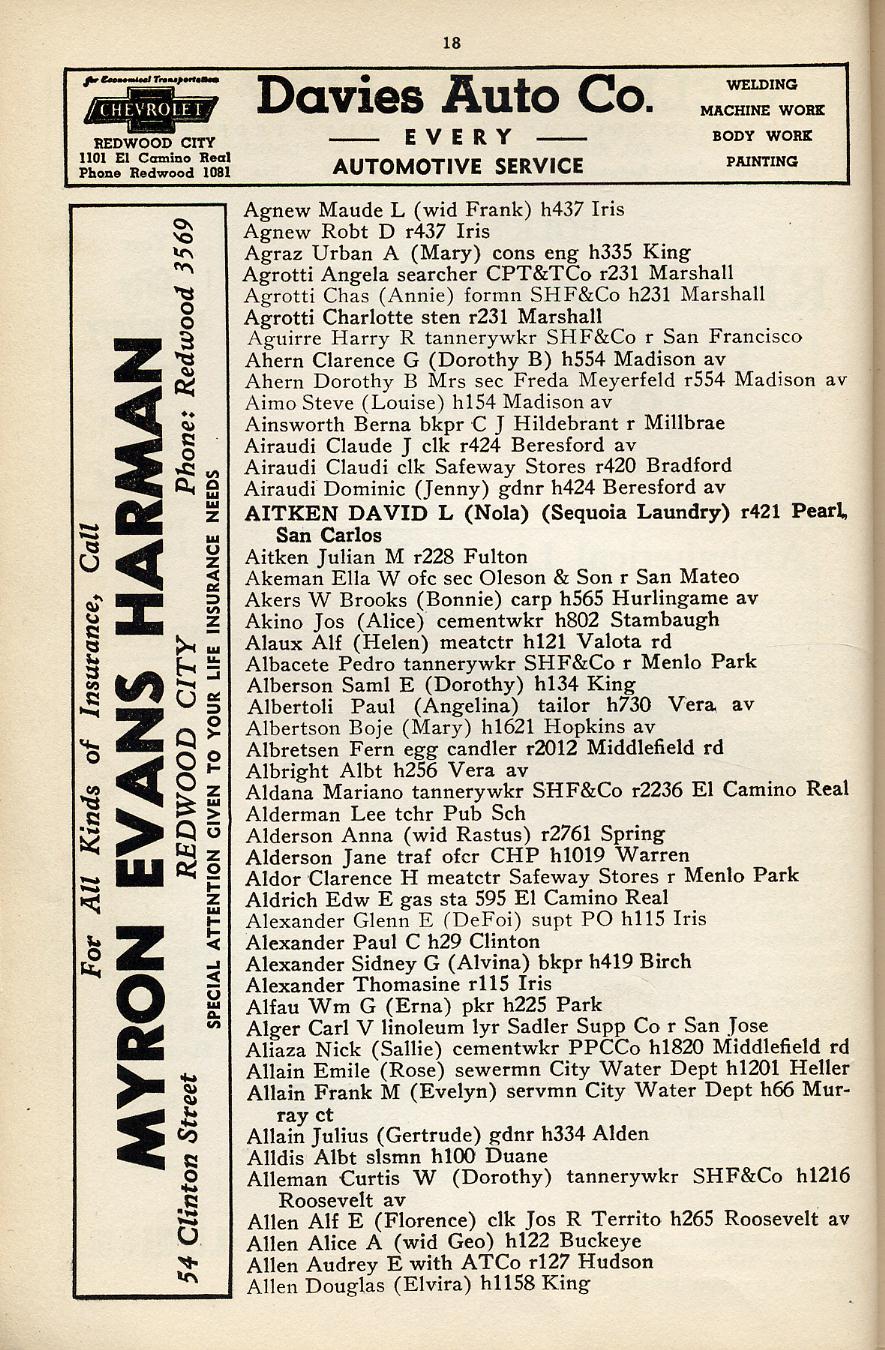 18
for Economical Transportation
CHEVROLET
REDWOOD CITY
1101 El Camino Real
Phone Redwood 1081
Davies Auto Co.
EVERY
AUTOMOTIVE SERVICE
WELDING
MACHINE WORK
BODY WORK
PAINTING
For All Kinds of Insurance, Call
MYRON EVANS HARMAN
54 Clinton Street REDWOOD CITY Phone: Redwood 3569
SPECIAL ATTENTION GIVEN TO YOUR LIFE INSURANCE NEEDS
Agnew Maude L (wid Frank) h437 Iris
Agnew Robt D r437 Iris
Agraz Urban A (Mary) cons eng h335 King
Agrotti Angela searcher CPT&TCo r231 Marshall
Agrotti Chas (Annie) formn SHF&Co h231 Marshall
Agrotti Charlotte sten r231 Marshall
Aguirre Harry R tannerywkr SHF&Co r San Francisco
Ahern Clarence G (Dorothy B) h554 Madison av
Ahern Dorothy B Mrs sec Freda Meyerfeld r554 Madison av
Aimo Steve (Louise) h154 Madison av
Ainsworth Berna bkpr C J Hildebrant r Millbrae
Airaudi Claude J clk r424 Beresford av
Airaudi Claudi clk Safeway Stores r420 Bradford
Airaudi Dominic (Jenny) gdnr h424 Beresford av
AITKEN DAVID L (Nola) (Sequoia Laundry) r421 Pearl,
San Carlos
Aitken Julian M r228 Fulton
Akeman Ella W ofc sec Oleson & Son r San Mateo
Akers W Brooks (Bonnie) carp h565 Hurlingame av
Akino Jos (Alice) cementwkr h802 Stambaugh
Alaux Alf (Helen) meatctr h121 Valota rd
Albacete Pedro tannerywkr SHF&Co r Menlo Park
Alberson Saml E (Dorothy) h134 King
Albertoli Paul (Angelina) tailor h730 Vera av
Albertson Boje (Mary) h1621 Hopkins av
Albretsen Fern egg candler r2012 Middlefield rd
Albright Albt h256 Vera av
Aldana Mariano tannerywkr SHF&Co r2236 El Camino Real
Alderman Lee tchr Pub Sch
Alderson Anna (wid Rastus) r2761 Spring
Alderson Jane traf ofcr CHP h1019 Warren
Aldor Clarence H meatctr Safeway Stores r Menlo Park
Aldrich Edw E gas sta 595 El Camino Real
Alexander Glenn E (DeFoi) supt PO h115 Iris
Alexander Paul C h29 Clinton
Alexander Sidney G (Alvina) bkpr h419 Birch
Alexander Thomasine r115 Iris
Alfau Wm G (Erna) pkr h225 Park
Alger Carl V linoleum lyr Sadler Supp Co r San Jose
Aliaza Nick (Sallie) cementwkr PPCCo h1820 Middlefield rd
Allain Emile (Rose) sewermn City Water Dept h1201 Heller
Allain Frank M (Evelyn) servmn City Water Dept h66 Mur-
ray ct
Allain Julius (Gertrude) gdnr h334 Alden
Alldis Albt slsmn h100 Duane
Alleman Curtis W (Dorothy) tannerywkr SHF&Co h1216
Roosevelt av
Allen Alf E (Florence) clk Jos R Territo h265 Roosevelt av
Allen Alice A (wid Geo) h122 Buckeye
Allen Audrey E with ATCo r127 Hudson
Allen Douglas (Elvira) h1158 King